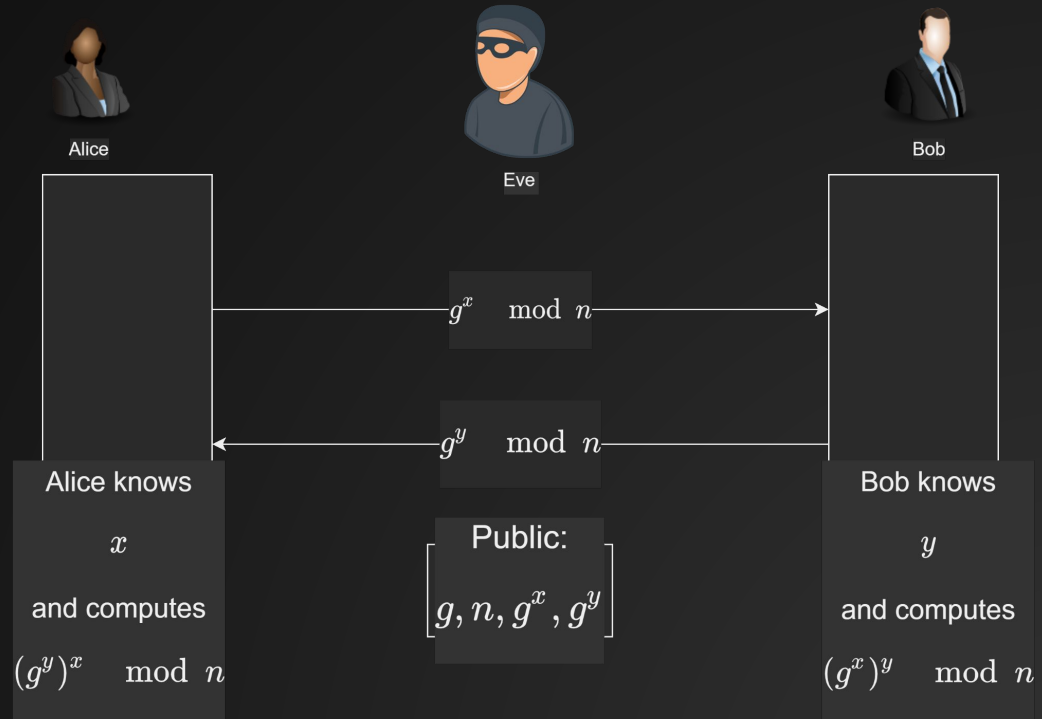 Alice
Eve
Bob
g^x mod n
g^y mod n
Alice knows
x
and computes
(g^y)^x mod n
Public:
g, n, g^x, g^y
Bob knows
y
and computes
(g^x)^y mod n